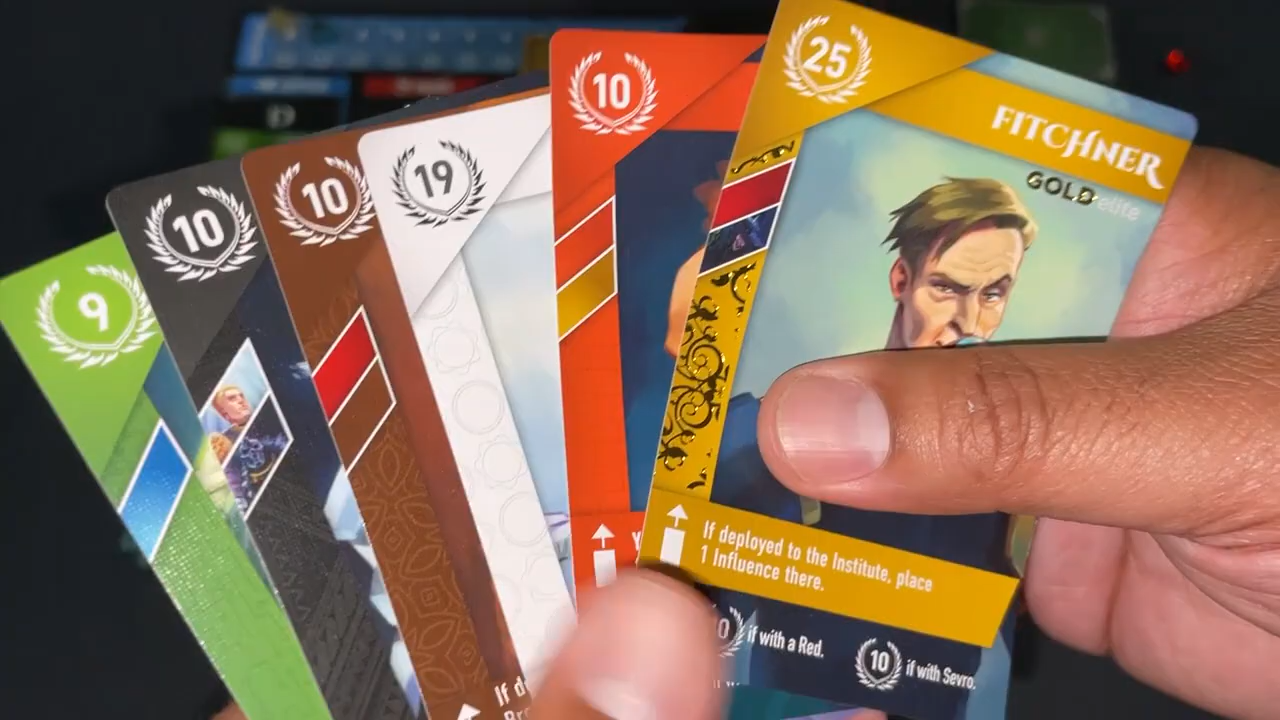 9
10
10
19
10
25
FITCHNER
GOLD elite
If deployed to the Institute, place
1 Influence there.
if with a Red.
10 if with Sevro.
If